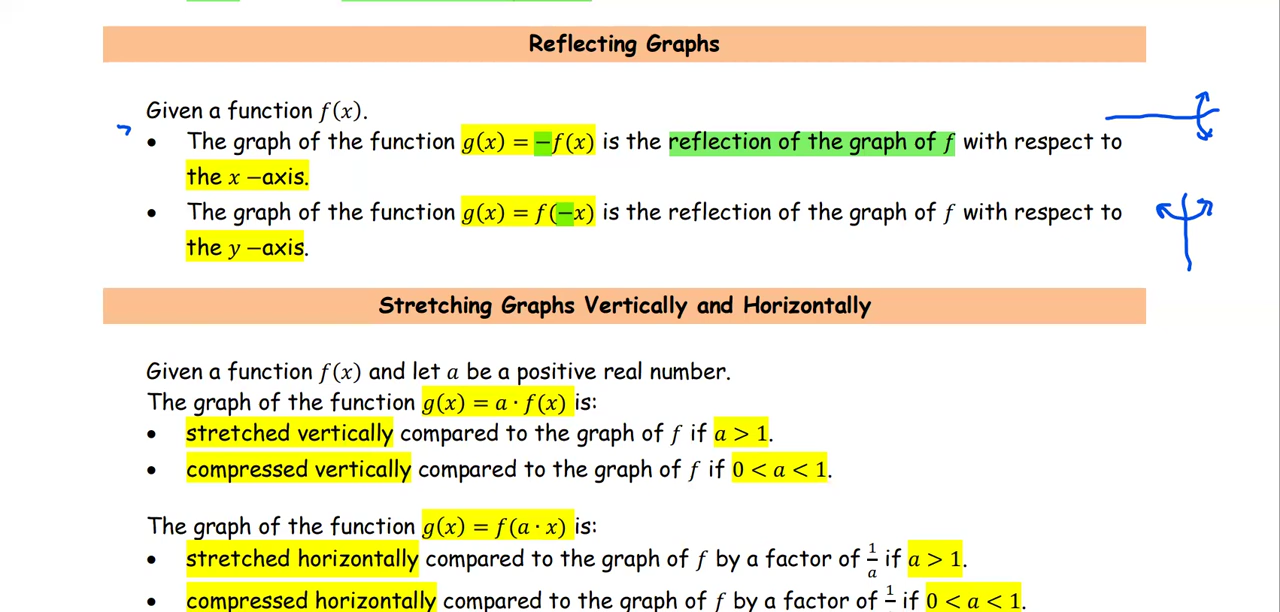 Reflecting Graphs
Given a function f(x).
• The graph of the function g(x) = −f(x) is the reflection of the graph of f with respect to
the x −axis.
• The graph of the function g(x) = f(−x) is the reflection of the graph of f with respect to
the y −axis.
Stretching Graphs Vertically and Horizontally
Given a function f(x) and let a be a positive real number.
The graph of the function g(x) = a · f(x) is:
• stretched vertically compared to the graph of f if a > 1.
• compressed vertically compared to the graph of f if 0 < a < 1.
The graph of the function g(x) = f(a · x) is:
• stretched horizontally compared to the graph of f by a factor of 1/a if a > 1.
• compressed horizontally compared to the graph of f by a factor of 1/ if 0 < a < 1.